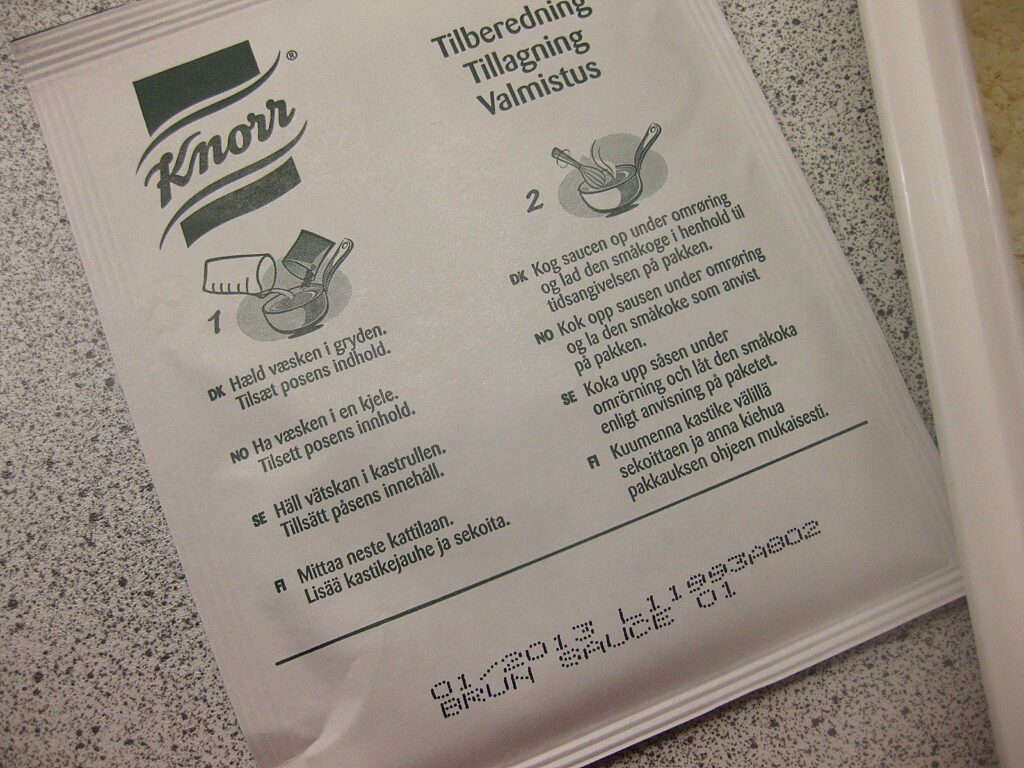 Knorr®
Tilberedning
Tillagning
Valmistus
1
DK Hæld væsken i gryden.
Tilsæt posens indhold.
NO Ha væsken i en kjele.
Tilsett posens innhold.
SE Häll vätskan i kastrullen.
Tillsätt påsens innehåll.
FI Mittaa neste kattilaan.
Lisää kastikejauhe ja sekoita.
2
DK Kog saucen op under omrøring
og lad den småkoge i henhold til
tidsangivelsen på pakken.
NO Kok opp sausen under omrøring
og la den småkoke som anvist
på pakken.
SE Koka upp såsen under
omrörning och låt den småkoka
enligt anvisning på paketet.
FI Kuumenna kastike välillä
sekoittaen ja anna kiehua
pakkauksen ohjeen mukaisesti.
01/2013 L11993A802
BRUN SAUCE 01